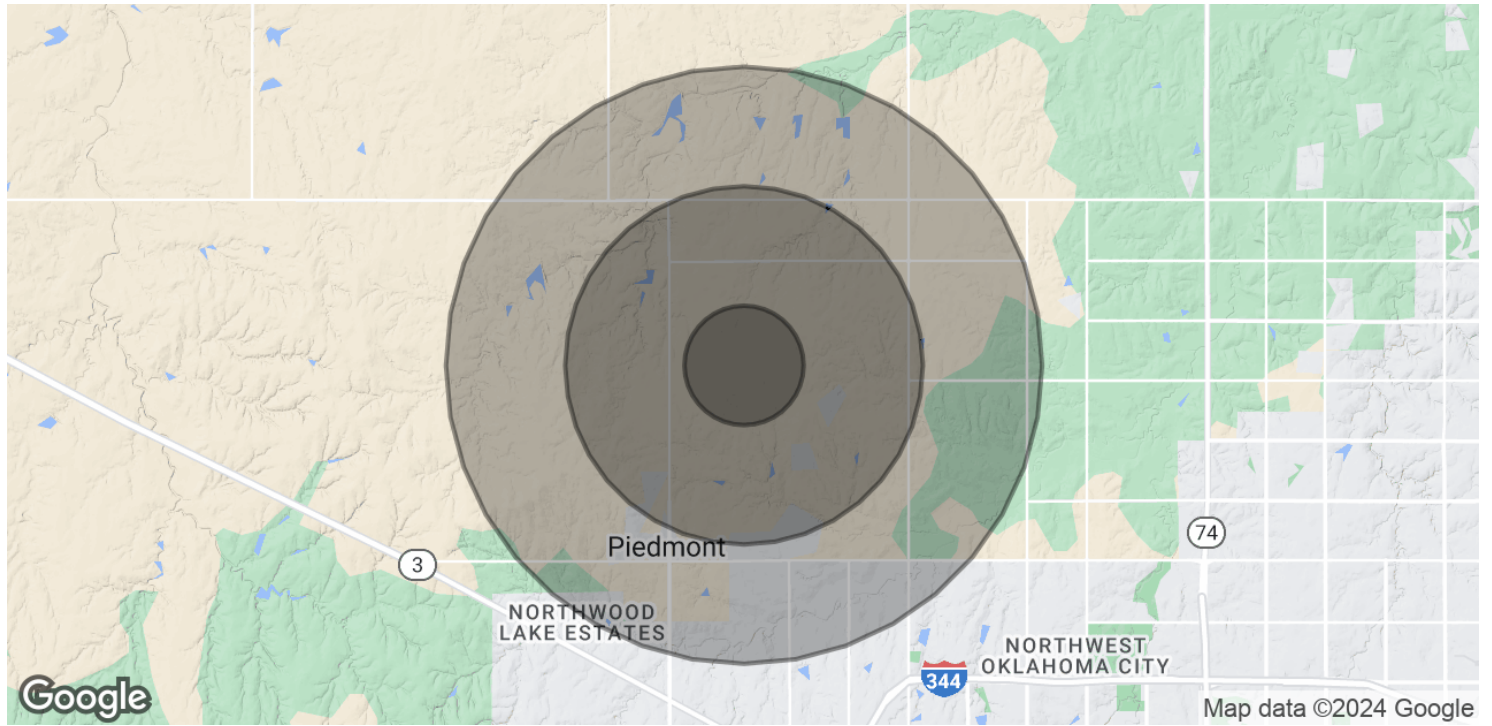 Piedmont
74
3
NORTHWOOD
LAKE ESTATES
NORTHWEST
OKLAHOMA CITY
344
Google
Map data ©2024 Google